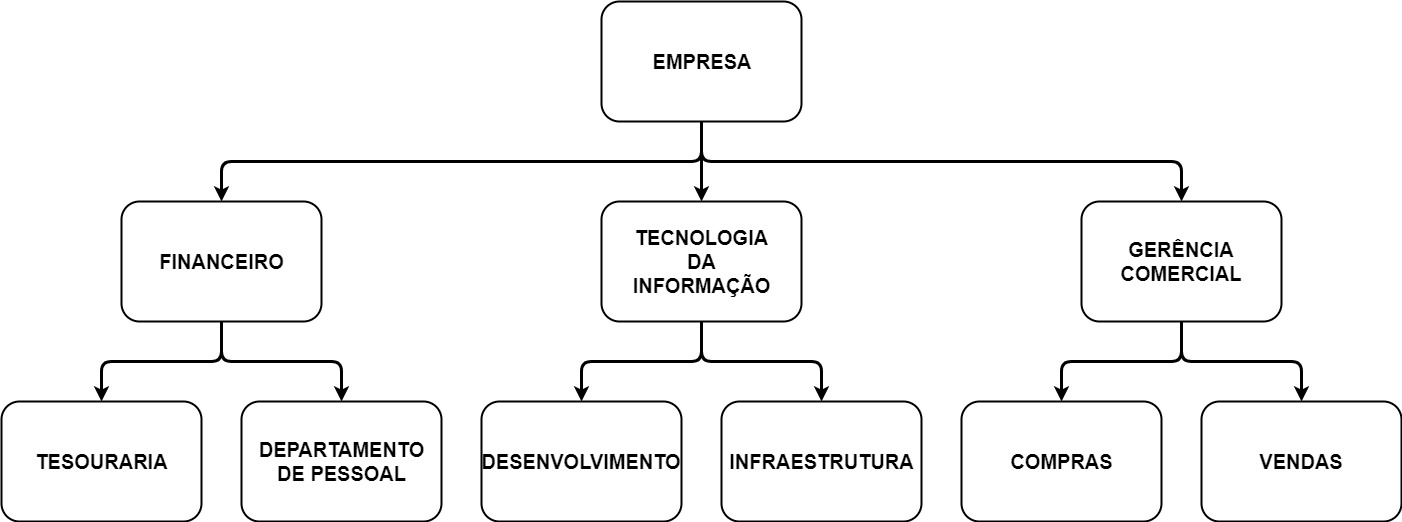 EMPRESA
FINANCEIRO
TECNOLOGIA
DA
INFORMAÇÃO
GERÊNCIA
COMERCIAL
TESOURARIA
DEPARTAMENTO
DE PESSOAL
DESENVOLVIMENTO
INFRAESTRUTURA
COMPRAS
VENDAS